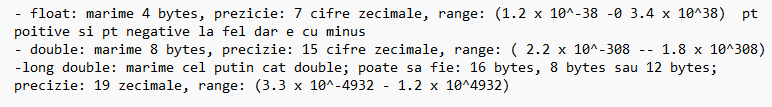 - float: marime 4 bytes, prezicie: 7 cifre zecimale, range: (1.2 x 10^-38 -0 3.4 x 10^38)  pt
poitive si pt negative la fel dar e cu minus
- double: marime 8 bytes, precizie: 15 cifre zecimale, range: ( 2.2 x 10^-308 -- 1.8 x 10^308)
-long double: marime cel putin cat double; poate sa fie: 16 bytes, 8 bytes sau 12 bytes;
precizie: 19 zecimale, range: (3.3 x 10^-4932 - 1.2 x 10^4932)